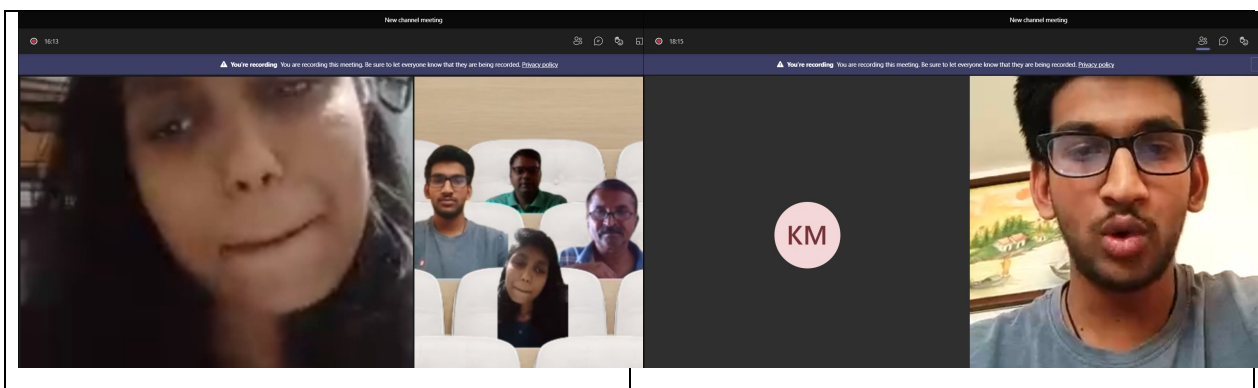 New channel meeting
16:13
You're recording You are recording this meeting. Be sure to let everyone know that they are being recorded. Privacy policy
New channel meeting
18:15
You're recording You are recording this meeting. Be sure to let everyone know that they are being recorded. Privacy policy
KM